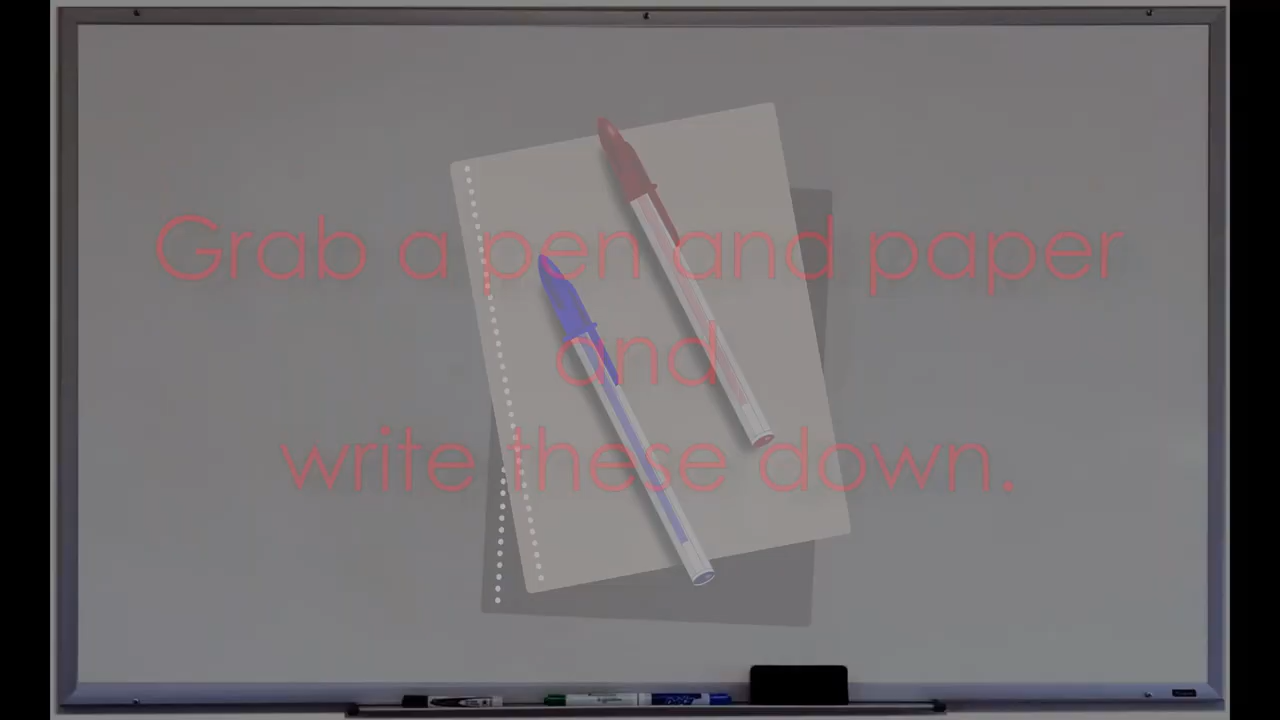 Grab a pen and paper
and
write these down.